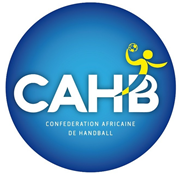 CAHB
CONFEDERATION AFRICAINE
DE HANDBALL